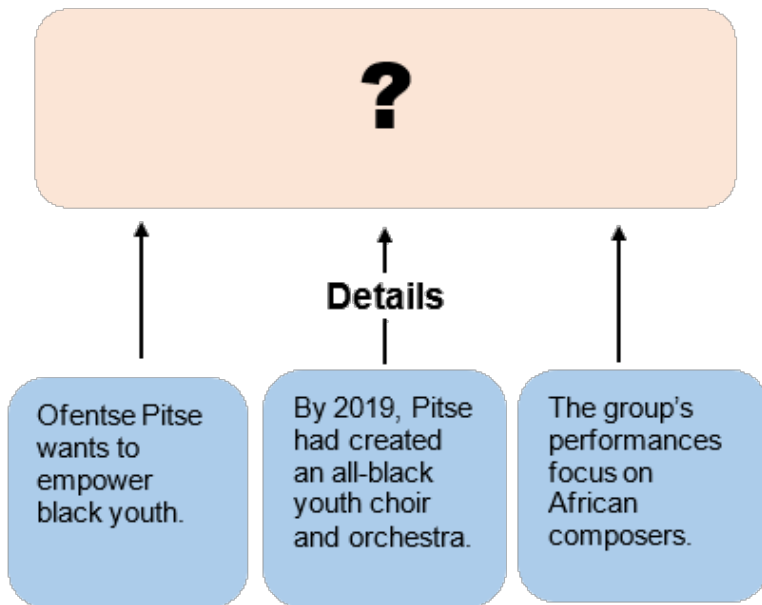 ?
Details
Ofentse Pitse
wants to
empower
black youth.
By 2019, Pitse
had created
an all-black
youth choir
and orchestra.
The group’s
performances
focus on
African
composers.